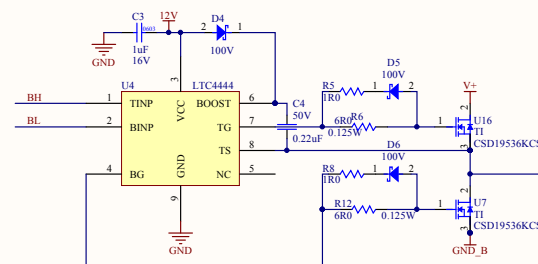 C3
0603
1uF
16V
GND
12V
2
D4
1
100V
U4
LTC4444
3
VCC
BH
1
TINP
BOOST
6
BL
2
BINP
TG
7
TS
8
4
BG
GND
NC
5
9
GND
C4
50V
0.22uF
R5
1R0
1
D5
2
100V
6R0
R6
0.125W
1
V+
2
U16
TI
CSD19536KCS
3
R8
1R0
1
D6
2
100V
R12
6R0
0.125W
1
2
U7
TI
CSD19536KCS
3
GND_B